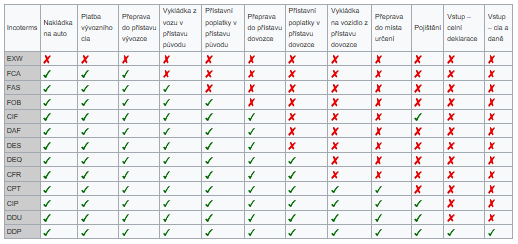 Incoterms
Nakládka
na auto
Platba
vývozního
cla
Přeprava
do přístavu
vývozce
Vykládka z
vozu v
přístavu
původu
Přístavní
poplatky v
přístavu
původu
Přeprava
do přístavu
dovozce
Přístavní
poplatky v
přístavu
dovozce
Vykládka
na vozidlo z
přístavu
dovozce
Přeprava
do místa
určení
Pojištění
Vstup –
celní
deklarace
Vstup
– cla a
daně
EXW
FCA
FAS
FOB
CIF
DAF
DES
DEQ
CFR
CPT
CIP
DDU
DDP